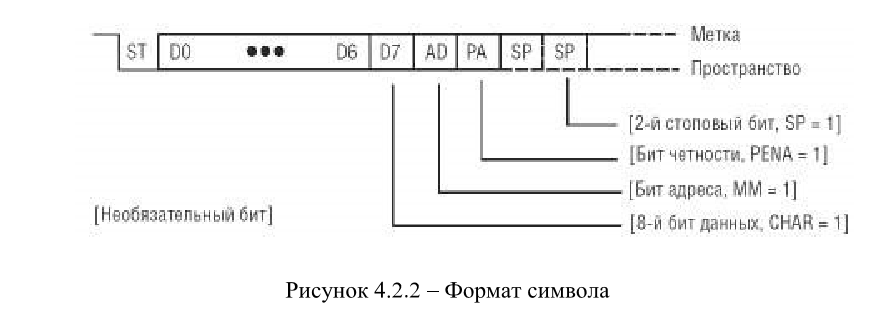 Метка
ST D0 ●●● D6 D7 AD PA SP SP
Пространство
[2-й стоповый бит, SP = 1]
[Бит четности, PENA = 1]
[Бит адреса, MM = 1]
[Необязательный бит]
[8-й бит данных, CHAR = 1]
Рисунок 4.2.2 – Формат символа